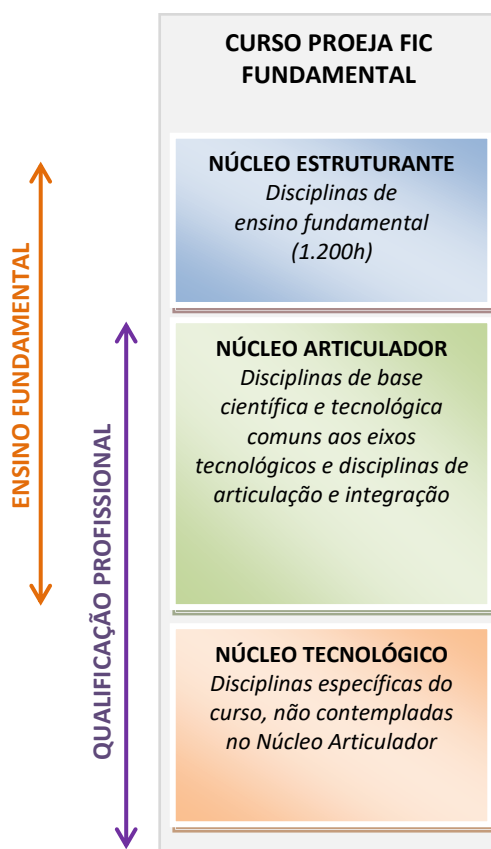 CURSO PROEJA FIC
FUNDAMENTAL
NÚCLEO ESTRUTURANTE
Disciplinas de
ensino fundamental
(1.200h)
NÚCLEO ARTICULADOR
Disciplinas de base
científica e tecnológica
comuns aos eixos
tecnológicos e disciplinas de
articulação e integração
NÚCLEO TECNOLÓGICO
Disciplinas específicas do
curso, não contempladas
no Núcleo Articulador
ENSINO FUNDAMENTAL
QUALIFICAÇÃO PROFISSIONAL